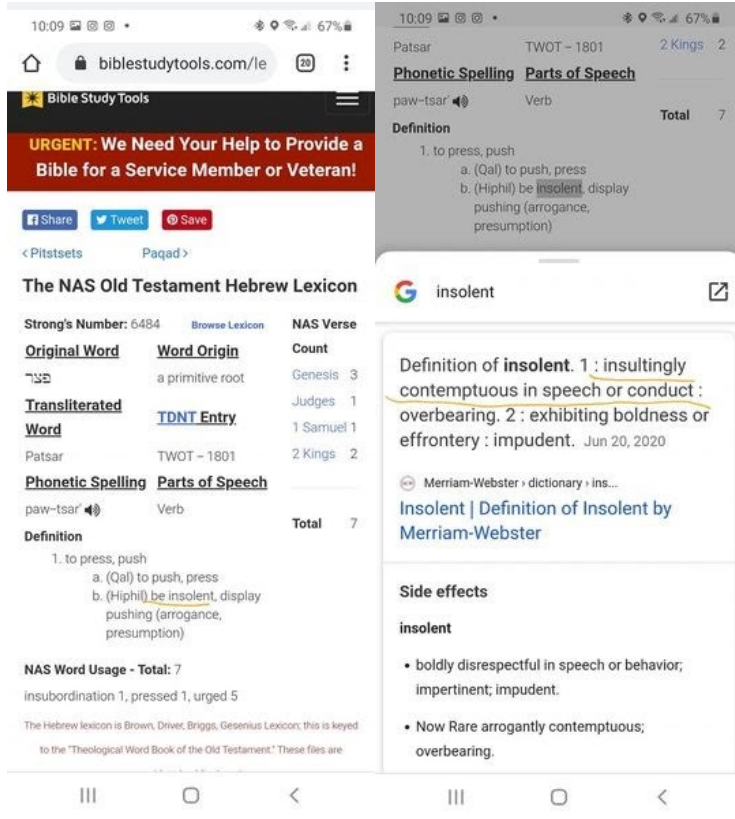 10:09
67%
biblestudytools.com/le
20
Bible Study Tools
URGENT: We Need Your Help to Provide a
Bible for a Service Member or Veteran!
Share Tweet Save
<Pitstsets Paqad>
The NAS Old Testament Hebrew Lexicon
Strong's Number: 6484 Browse Lexicon NAS Verse
Original Word Word Origin Count
פצר a primitive root Genesis 3
Transliterated TDNT Entry Judges 1
Word 1 Samuel 1
Patsar TWOT – 1801 2 Kings 2
Phonetic Spelling Parts of Speech
paw-tsar' Verb Total 7
Definition
1. to press, push
a. (Qal) to push, press
b. (Hiphil) be insolent, display
pushing (arrogance,
presumption)
NAS Word Usage - Total: 7
insubordination 1, pressed 1, urged 5
The Hebrew lexicon is Brown, Driver, Briggs, Gesenius Lexicon; this is keyed
to the "Theological Word Book of the Old Testament." These files are
10:09
67%
Patsar TWOT – 1801 2 Kings 2
Phonetic Spelling Parts of Speech
paw-tsar' Verb
Total 7
Definition
1. to press, push
a. (Qal) to push, press
b. (Hiphil) be insolent, display
pushing (arrogance,
presumption)
G insolent
Definition of insolent. 1 : insultingly
contemptuous in speech or conduct :
overbearing. 2 : exhibiting boldness or
effrontery : impudent. Jun 20, 2020
Merriam-Webster › dictionary › ins...
Insolent | Definition of Insolent by
Merriam-Webster
Side effects
insolent
• boldly disrespectful in speech or behavior;
impertinent; impudent.
• Now Rare arrogantly contemptuous;
overbearing.